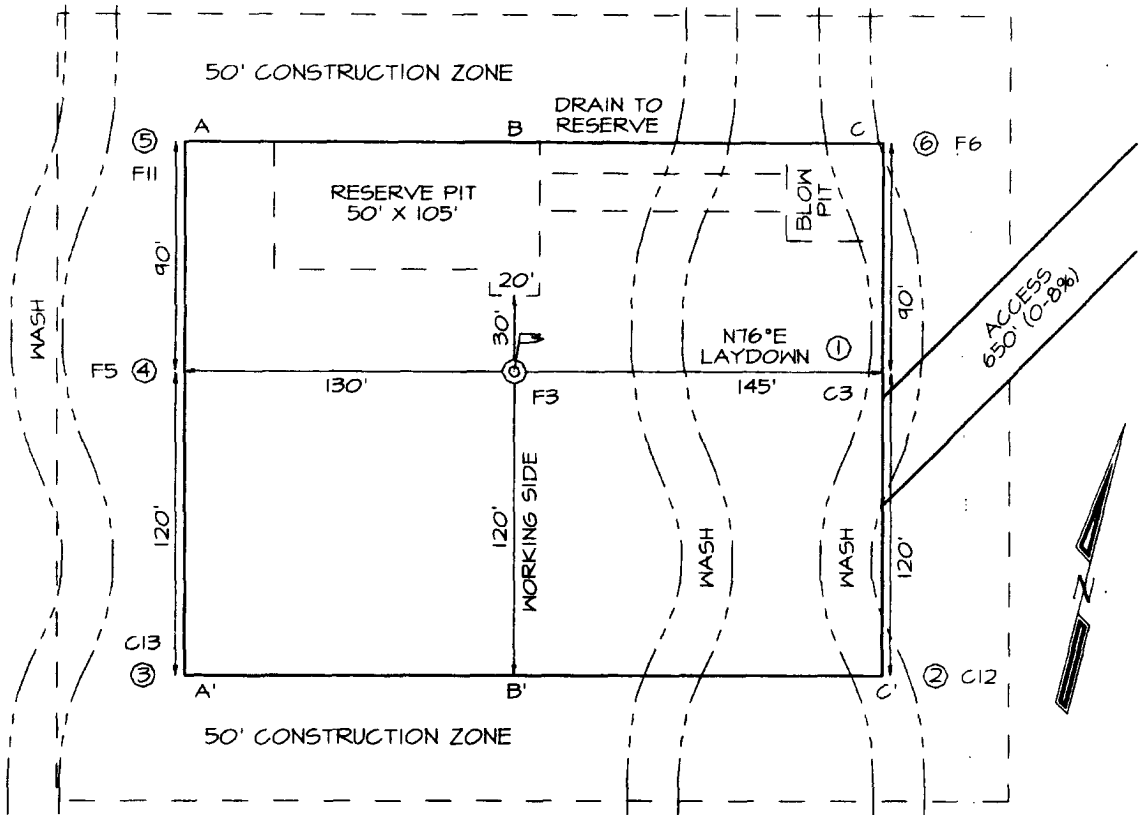 50' CONSTRUCTION ZONE
DRAIN TO
RESERVE
A
B
C
⑤
⑥ F6
F11
RESERVE PIT
50' X 105'
BLOW
PIT
90'
20'
30'
90'
WASH
N76°E
LAYDOWN
①
ACCESS
650' (0-8%)
F5 ④
130'
F3
145'
C3
120'
120'
WORKING SIDE
WASH
WASH
120'
N
C13
③
A'
B'
C'
② C12
50' CONSTRUCTION ZONE